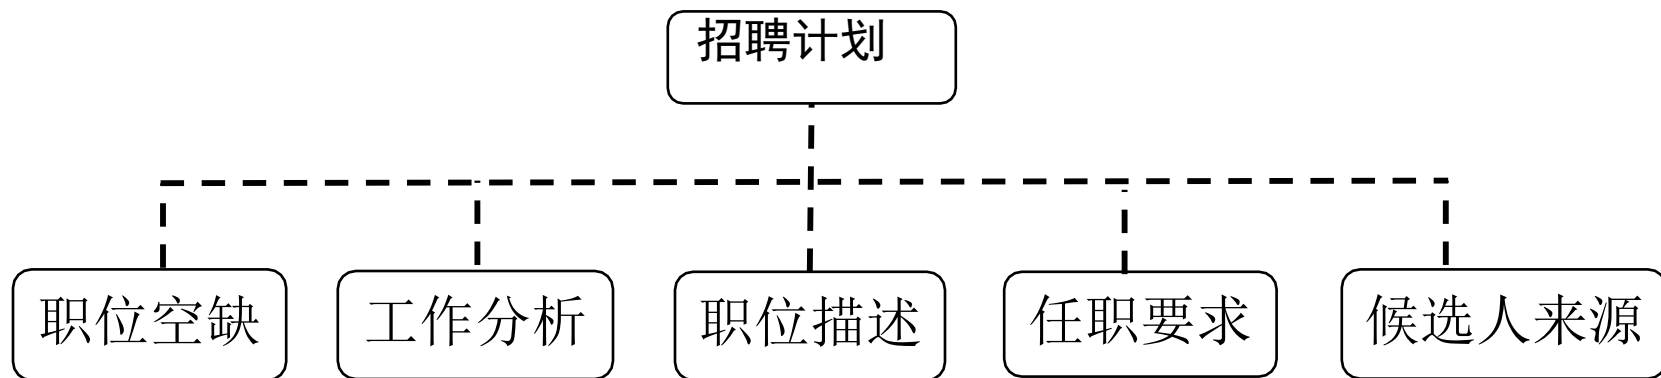 招聘计划
职位空缺
工作分析
职位描述
任职要求
候选人来源